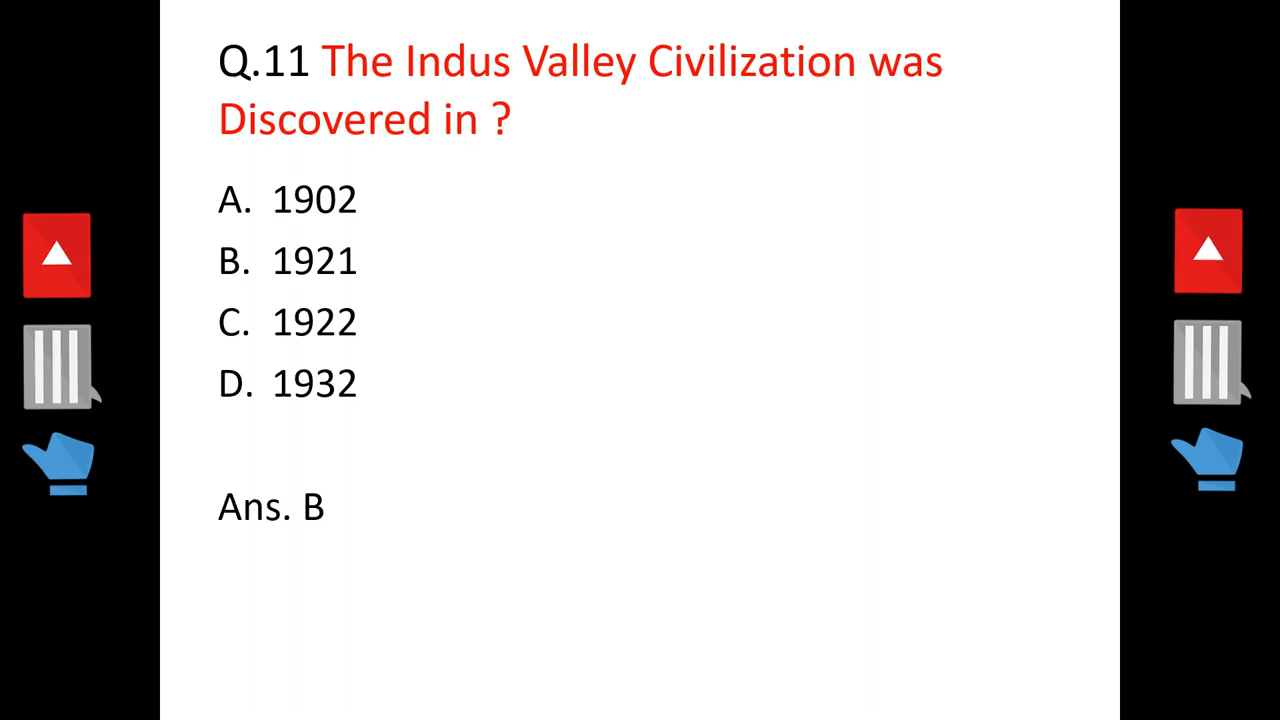 Q.11 The Indus Valley Civilization was
Discovered in ?
A. 1902
B. 1921
C. 1922
D. 1932
Ans. B